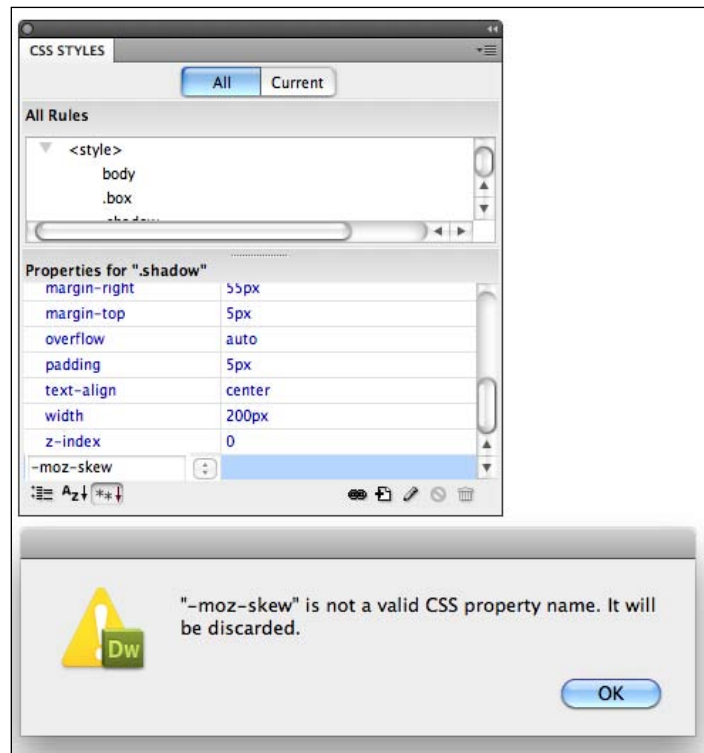 CSS STYLES
All Current
All Rules
<style>
body
.box
.shadow
Properties for ".shadow"
margin-right 55px
margin-top 5px
overflow auto
padding 5px
text-align center
width 200px
z-index 0
-moz-skew
AZ **
"-moz-skew" is not a valid CSS property name. It will
be discarded.
Dw
OK